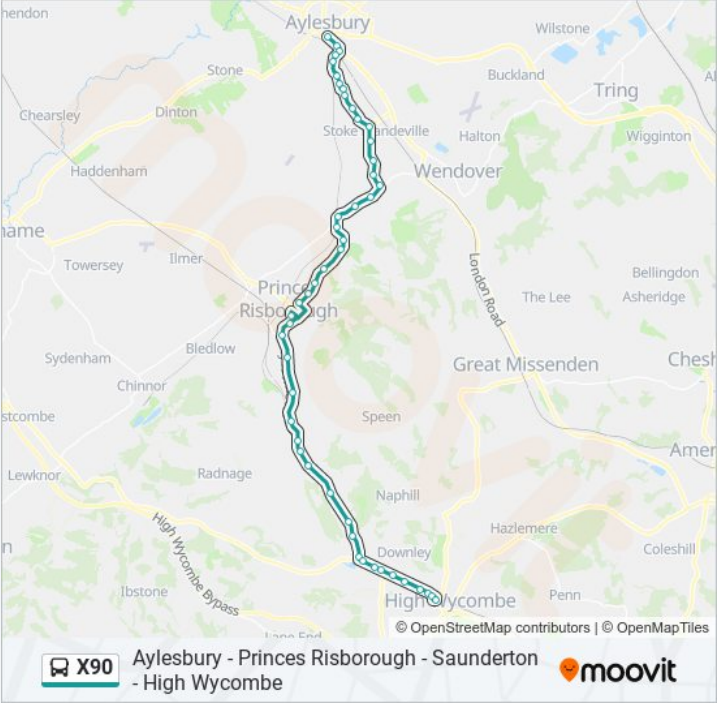 hendon
Aylesbury
Wilstone
Stone
Buckland
Tring
Chearsley
Dinton
Stoke Mandeville
Halton
Wigginton
Haddenham
Wendover
name
Towersey
Ilmer
London Road
Bellingdon
Princes
Risborough
The Lee
Asheridge
Sydenham
Bledlow
Great Missenden
Chesh
Chinnor
stcombe
Speen
Amer
Lewknor
Radnage
Naphill
High Wycombe Bypass
Hazlemere
n
Downley
Coleshill
Ibstone
High Wycombe
Penn
Lane End
© OpenStreetMap contributors | © OpenMapTiles
X90
Aylesbury - Princes Risborough - Saunderton
- High Wycombe
moovit